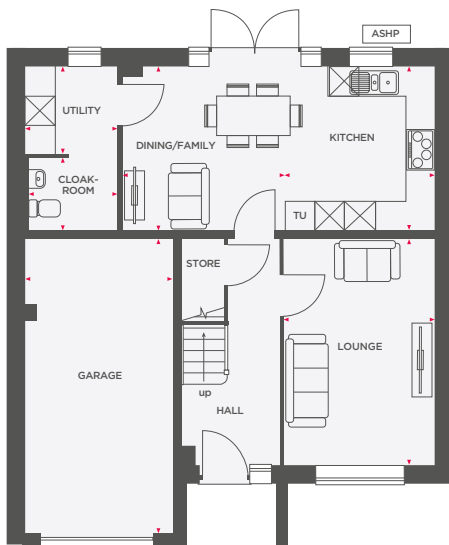 ASHP
UTILITY
DINING/FAMILY
KITCHEN
CLOAK-
ROOM
TU
STORE
GARAGE
LOUNGE
up
HALL